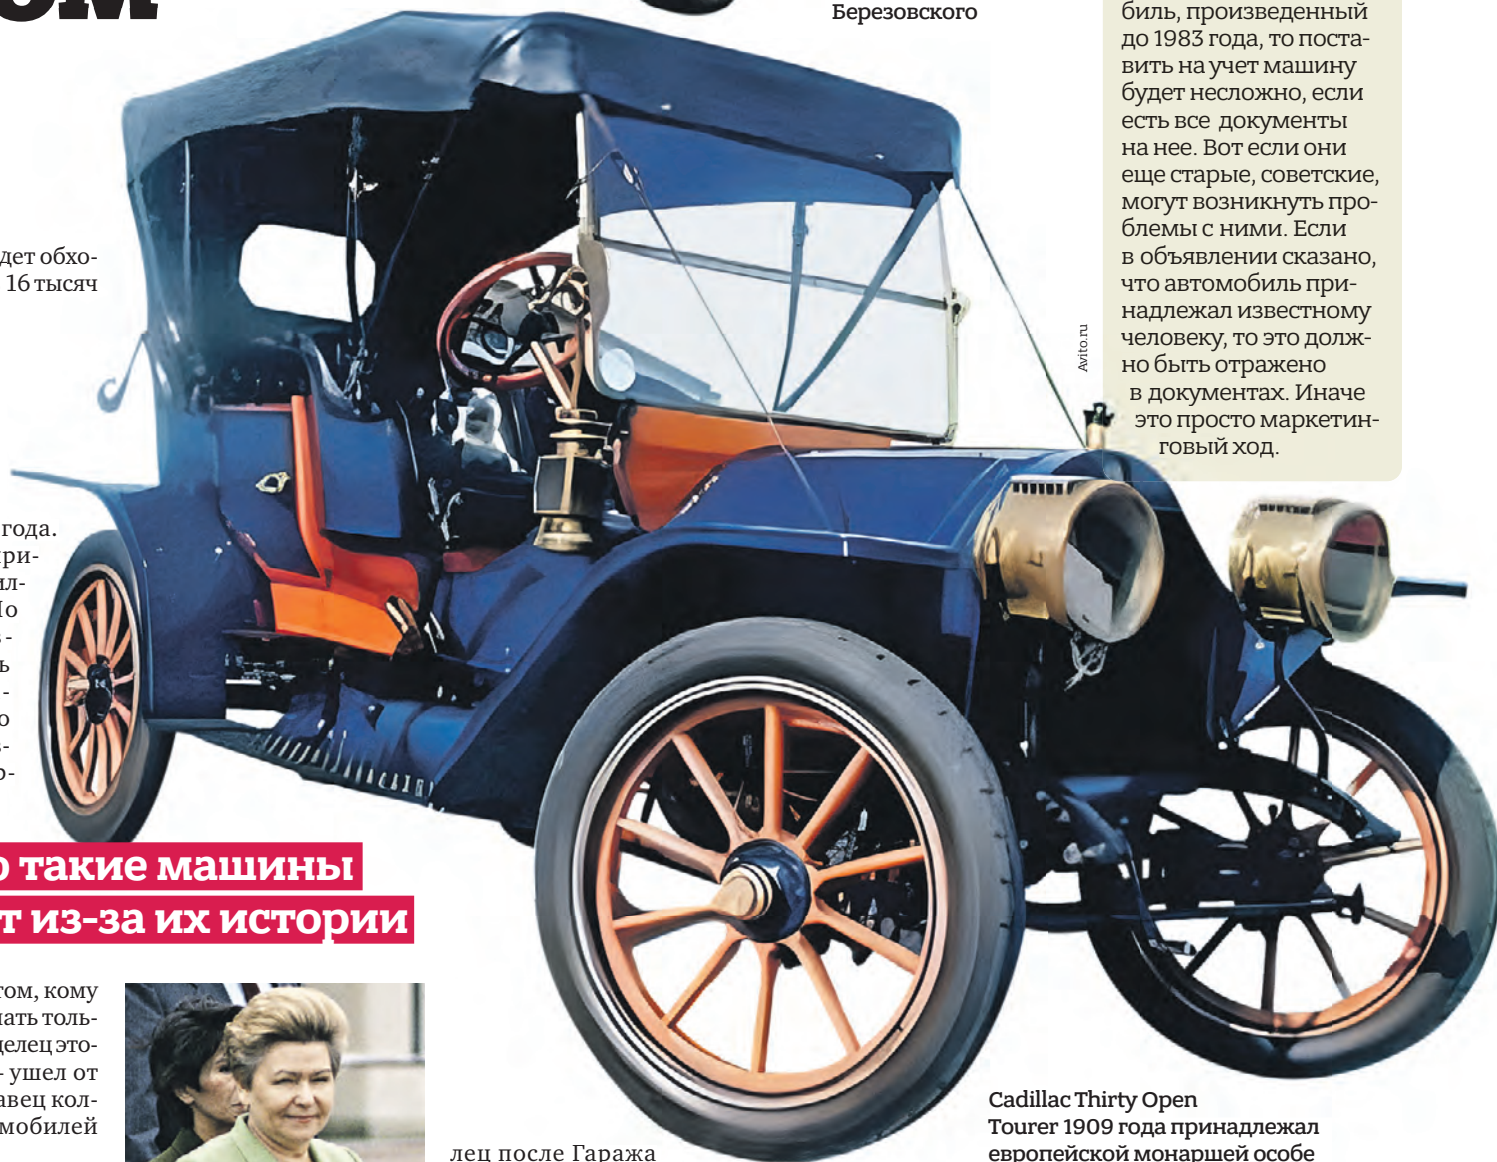 ом
Березовского
биль, произведенный
до 1983 года, то поста-
вить на учет машину
будет несложно, если
есть все документы
на нее. Вот если они
еще старые, советские,
могут возникнуть про-
блемы с ними. Если
в объявлении сказано,
что автомобиль при-
надлежал известному
человеку, то это долж-
но быть отражено
в документах. Иначе
это просто маркетин-
говый ход.
Avito.ru
дет обхо-
16 тысяч
года.
при-
ил-
По
в-
ь
-
о
в-
р-
о такие машины
т из-за их истории
том, кому
ать толь-
делец это-
- ушел от
авец кол-
мобилей
лец после Гаража
Cadillac Thirty Open
Tourer 1909 года принадлежал
европейской монаршей особе